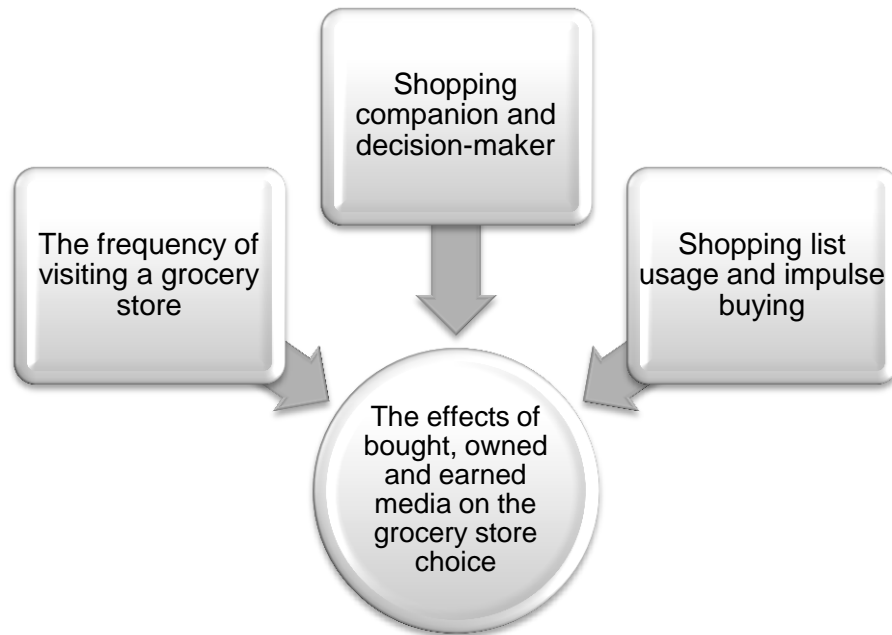 Shopping
companion and
decision-maker
The frequency of
visiting a grocery
store
Shopping list
usage and impulse
buying
The effects of
bought, owned
and earned
media on the
grocery store
choice